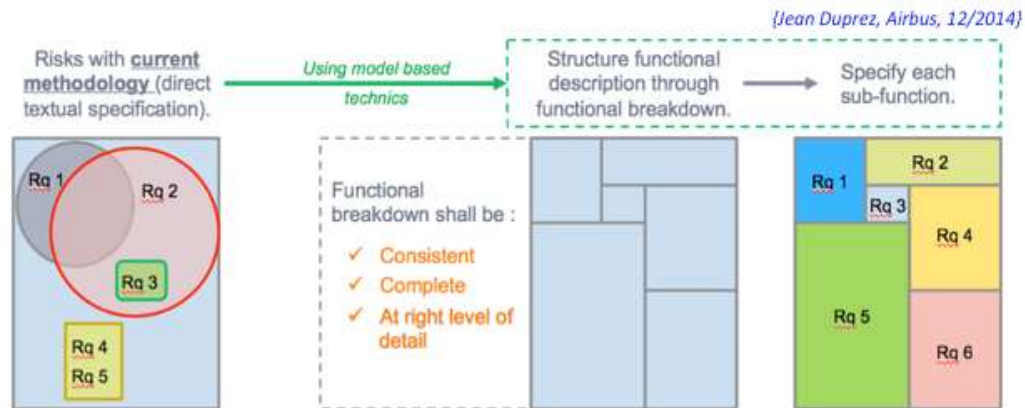 {Jean Duprez, Airbus, 12/2014}
Risks with current
methodology (direct
textual specification).
Using model based
technics
Structure functional
description through
functional breakdown.
Specify each
sub-function.
Rq 1
Rq 2
Rq 3
Rq 4
Rq 5
Functional
breakdown shall be :
✓ Consistent
✓ Complete
✓ At right level of
detail
Rq 1
Rq 2
Rq 3
Rq 4
Rq 5
Rq 6